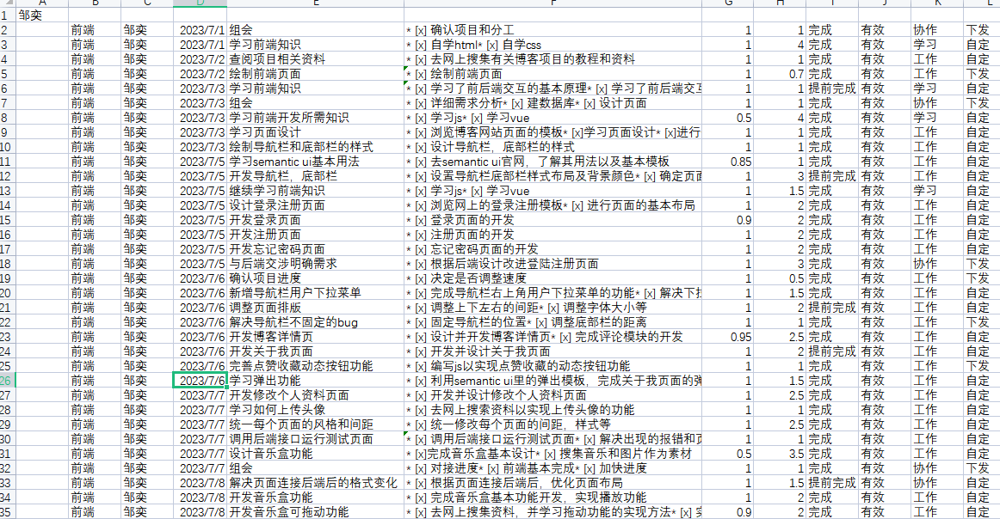 A B C D E F G H I J K L
1 邹奕
2 前端 邹奕 2023/7/1 组会 * [x] 确认项目和分工 1 1 完成 有效 协作 下发
3 前端 邹奕 2023/7/1 学习前端知识 * [x] 自学html* [x] 自学css 1 4 完成 有效 学习 自定
4 前端 邹奕 2023/7/2 查阅项目相关资料 * [x] 去网上搜集有关博客项目的教程和资料 1 1 完成 有效 工作 自定
5 前端 邹奕 2023/7/2 绘制前端页面 * [x] 绘制前端页面 1 0.7 完成 有效 工作 下发
6 前端 邹奕 2023/7/3 学习前端知识 * [x] 学习了前后端交互的基本原理* [x] 学习了前后端交互 1 1 提前完成 有效 学习 自定
7 前端 邹奕 2023/7/3 组会 * [x] 详细需求分析* [x] 建数据库* [x] 设计页面 1 1 完成 有效 协作 下发
8 前端 邹奕 2023/7/3 学习前端开发所需知识 * [x] 学习js* [x] 学习vue 0.5 4 完成 有效 学习 自定
9 前端 邹奕 2023/7/3 学习页面设计 * [x] 浏览博客网站页面的模板* [x]学习页面设计* [x]进行 1 1 完成 有效 工作 自定
10 前端 邹奕 2023/7/3 绘制导航栏和底部栏的样式 * [x] 设计导航栏，底部栏的样式 1 1 完成 有效 工作 自定
11 前端 邹奕 2023/7/5 学习semantic ui基本用法 * [x] 去semantic ui官网，了解其用法以及基本模板 0.85 1 完成 有效 工作 自定
12 前端 邹奕 2023/7/5 开发导航栏，底部栏 * [x] 设置导航栏底部栏样式布局及背景颜色* [x] 确定页面 1 3 提前完成 有效 工作 自定
13 前端 邹奕 2023/7/5 继续学习前端知识 * [x] 学习js* [x] 学习vue 1 1.5 完成 有效 学习 自定
14 前端 邹奕 2023/7/5 设计登录注册页面 * [x] 浏览网上的登录注册模板* [x] 进行页面的基本布局 1 2 完成 有效 工作 自定
15 前端 邹奕 2023/7/5 开发登录页面 * [x] 登录页面的开发 0.9 2 完成 有效 工作 自定
16 前端 邹奕 2023/7/5 开发注册页面 * [x] 注册页面的开发 1 2 完成 有效 工作 自定
17 前端 邹奕 2023/7/5 开发忘记密码页面 * [x] 忘记密码页面的开发 1 2 完成 有效 工作 自定
18 前端 邹奕 2023/7/5 与后端交涉明确需求 * [x] 根据后端设计改进登陆注册页面 1 3 完成 有效 协作 下发
19 前端 邹奕 2023/7/6 确认项目进度 * [x] 决定是否调整速度 1 0.5 完成 有效 工作 下发
20 前端 邹奕 2023/7/6 新增导航栏用户下拉菜单 * [x] 完成导航栏右上角用户下拉菜单的功能* [x] 解决下拉 1 1.5 完成 有效 工作 下发
21 前端 邹奕 2023/7/6 调整页面排版 * [x] 调整上下左右的间距* [x] 调整字体大小等 1 2 提前完成 有效 工作 自定
22 前端 邹奕 2023/7/6 解决导航栏不固定的bug * [x] 固定导航栏的位置* [x] 调整底部栏的距离 1 1 完成 有效 工作 下发
23 前端 邹奕 2023/7/6 开发博客详情页 * [x] 设计并开发博客详情页* [x] 完成评论模块的开发 0.95 2.5 完成 有效 工作 自定
24 前端 邹奕 2023/7/6 开发关于我页面 * [x] 开发并设计关于我页面 1 2 提前完成 有效 工作 自定
25 前端 邹奕 2023/7/6 完善点赞收藏动态按钮功能 * [x] 编写js以实现点赞收藏的动态按钮功能 1 1 完成 有效 工作 下发
26 前端 邹奕 2023/7/6 学习弹出功能 * [x] 利用semantic ui里的弹出模板，完成关于我页面的弹 1 1.5 完成 有效 工作 自定
27 前端 邹奕 2023/7/7 开发修改个人资料页面 * [x] 开发并设计修改个人资料页面 1 2.5 完成 有效 工作 自定
28 前端 邹奕 2023/7/7 学习如何上传头像 * [x] 去网上搜索资料以实现上传头像的功能 1 1 完成 有效 工作 自定
29 前端 邹奕 2023/7/7 统一每个页面的风格和间距 * [x] 统一修改每个页面的间距，样式等 1 2.5 完成 有效 工作 自定
30 前端 邹奕 2023/7/7 调用后端接口运行测试页面 * [x] 调用后端接口运行测试页面* [x] 解决出现的报错和页 1 1 完成 有效 工作 自定
31 前端 邹奕 2023/7/7 设计音乐盒功能 * [x]完成音乐盒基本设计* [x] 搜集音乐和图片作为素材 0.5 3.5 完成 有效 工作 自定
32 前端 邹奕 2023/7/7 组会 * [x] 对接进度* [x] 前端基本完成* [x] 加快进度 1 1 完成 有效 协作 下发
33 前端 邹奕 2023/7/8 解决页面连接后端后的格式变化 * [x] 根据页面连接后端后，优化页面布局 1 1.5 提前完成 有效 协作 自定
34 前端 邹奕 2023/7/8 开发音乐盒功能 * [x] 完成音乐盒基本功能开发，实现播放功能 1 2 完成 有效 工作 自定
35 前端 邹奕 2023/7/8 开发音乐盒可拖动功能 * [x] 去网上搜集资料，并学习拖动功能的实现方法* [x] 实 0.9 2 完成 有效 工作 自定